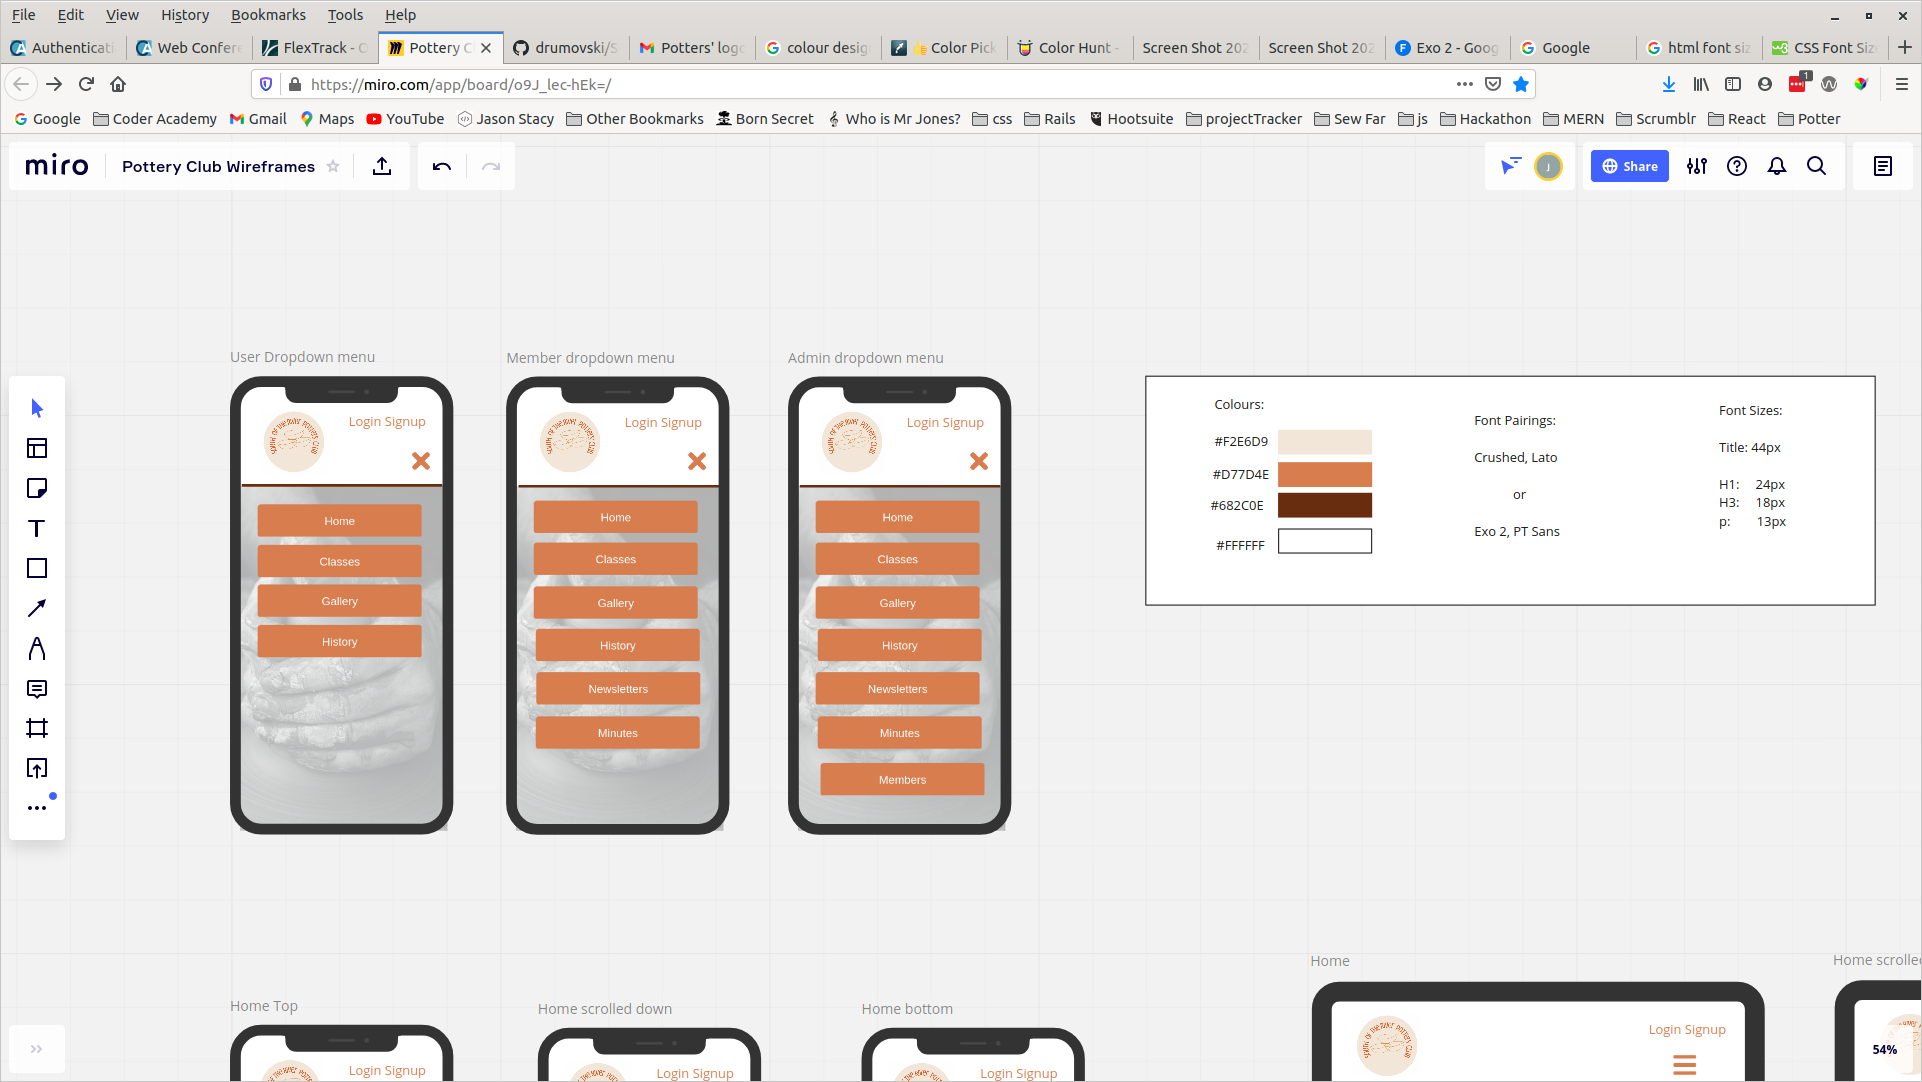 File Edit View History Bookmarks Tools Help
Authenticati Web Confere FlexTrack - O Pottery C drumovski/S Potters' logo colour desig Color Pick Color Hunt - Screen Shot 202 Screen Shot 202 Exo 2 - Goog Google html font siz CSS Font Size
https://miro.com/app/board/o9J_lec-hEk=/
1
Google Coder Academy Gmail Maps YouTube Jason Stacy Other Bookmarks Born Secret Who is Mr Jones? css Rails Hootsuite projectTracker Sew Far js Hackathon MERN Scrumblr React Potter
miro Pottery Club Wireframes
J Share
User Dropdown menu
Login Signup
Home
Classes
Gallery
History
Member dropdown menu
Login Signup
Home
Classes
Gallery
History
Newsletters
Minutes
Admin dropdown menu
Login Signup
Home
Classes
Gallery
History
Newsletters
Minutes
Members
Colours:
#F2E6D9
#D77D4E
#682C0E
#FFFFFF
Font Pairings:
Crushed, Lato
or
Exo 2, PT Sans
Font Sizes:
Title: 44px
H1: 24px
H3: 18px
p: 13px
Home Top
Login Signup
Home scrolled down
Login Signup
Home bottom
Login Signup
Home
Login Signup
Home scrolle
54%